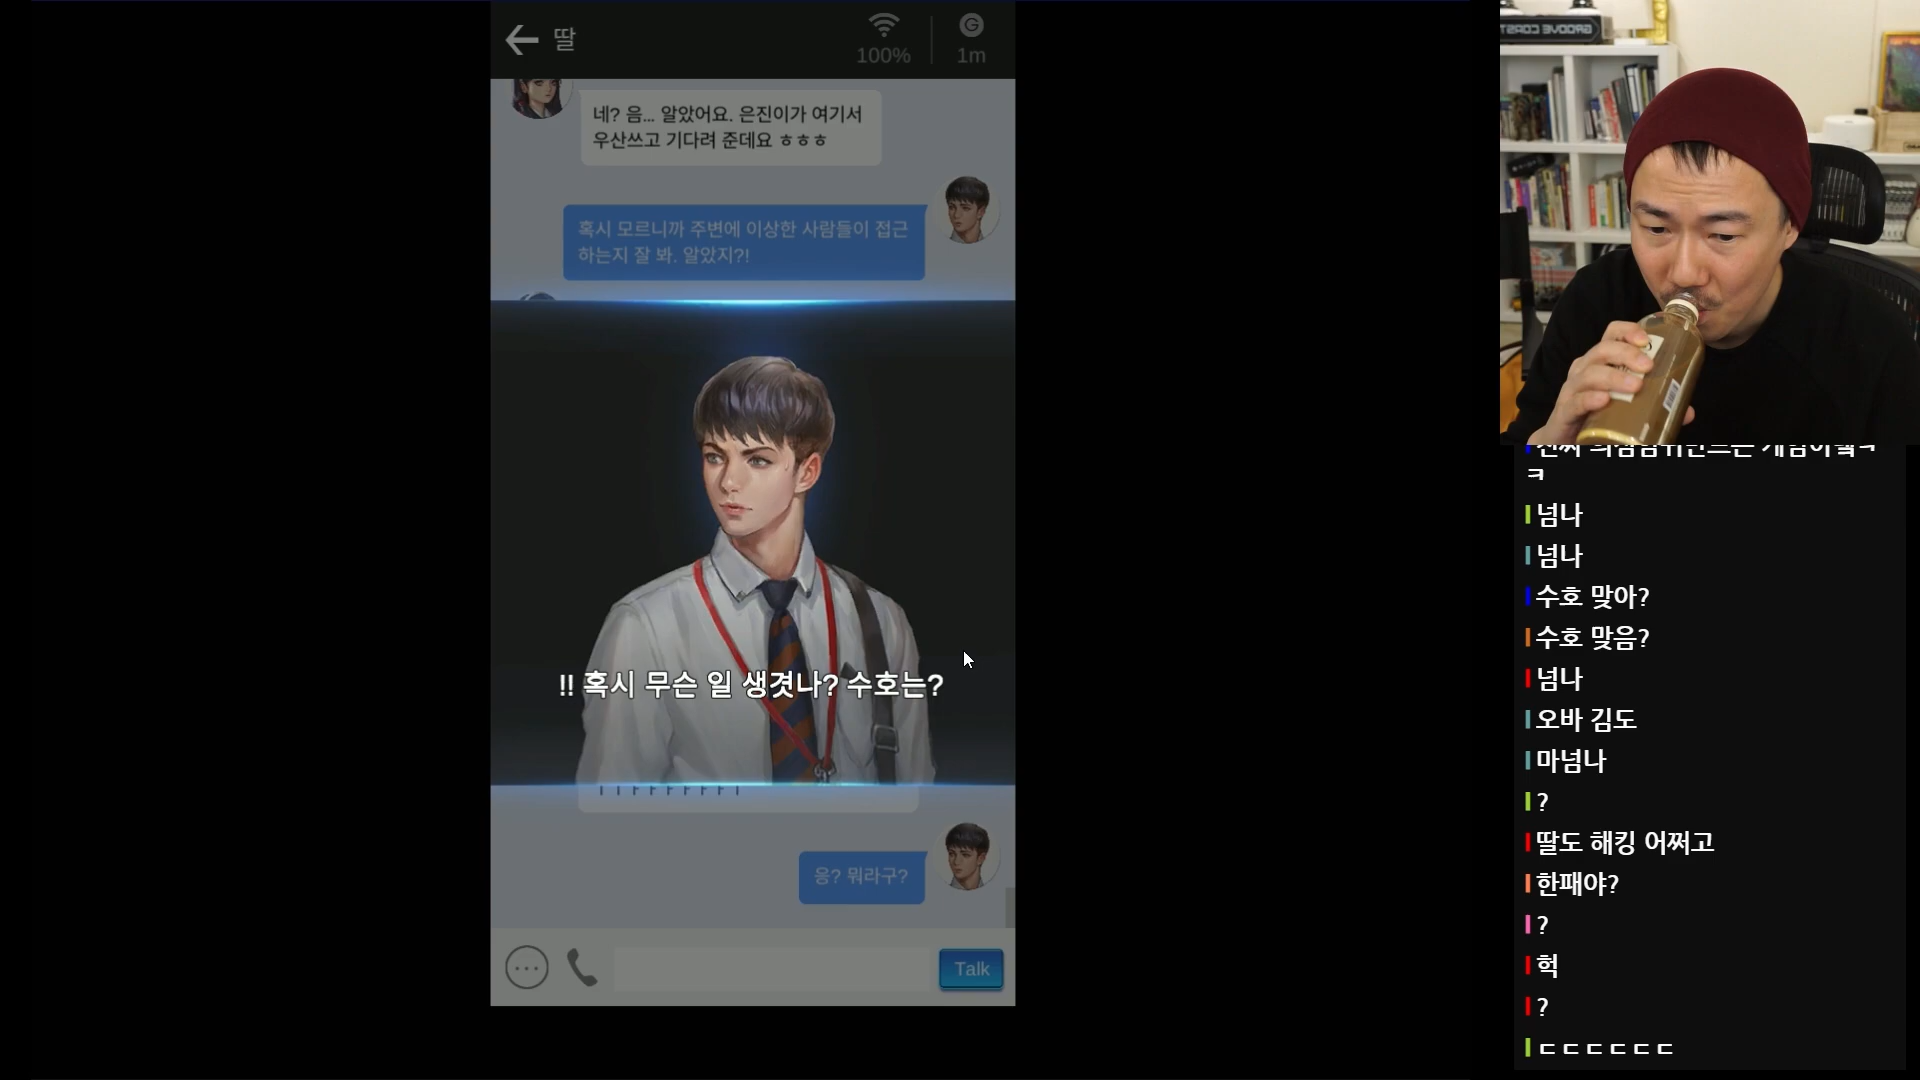 딸
100%
G
1m
네? 음... 알았어요. 은진이가 여기서
우산쓰고 기다려 준데요 ㅎㅎㅎ
혹시 모르니까 주변에 이상한 사람들이 접근
하는지 잘 봐. 알았지?!
!! 혹시 무슨 일 생겻나? 수호는?
응? 뭐라구?
Talk
ㅋ
넘나
넘나
수호 맞아?
수호 맞음?
넘나
오바 김도
마넘나
?
딸도 해킹 어쩌고
한패야?
?
헉
?
ㄷㄷㄷㄷㄷㄷ